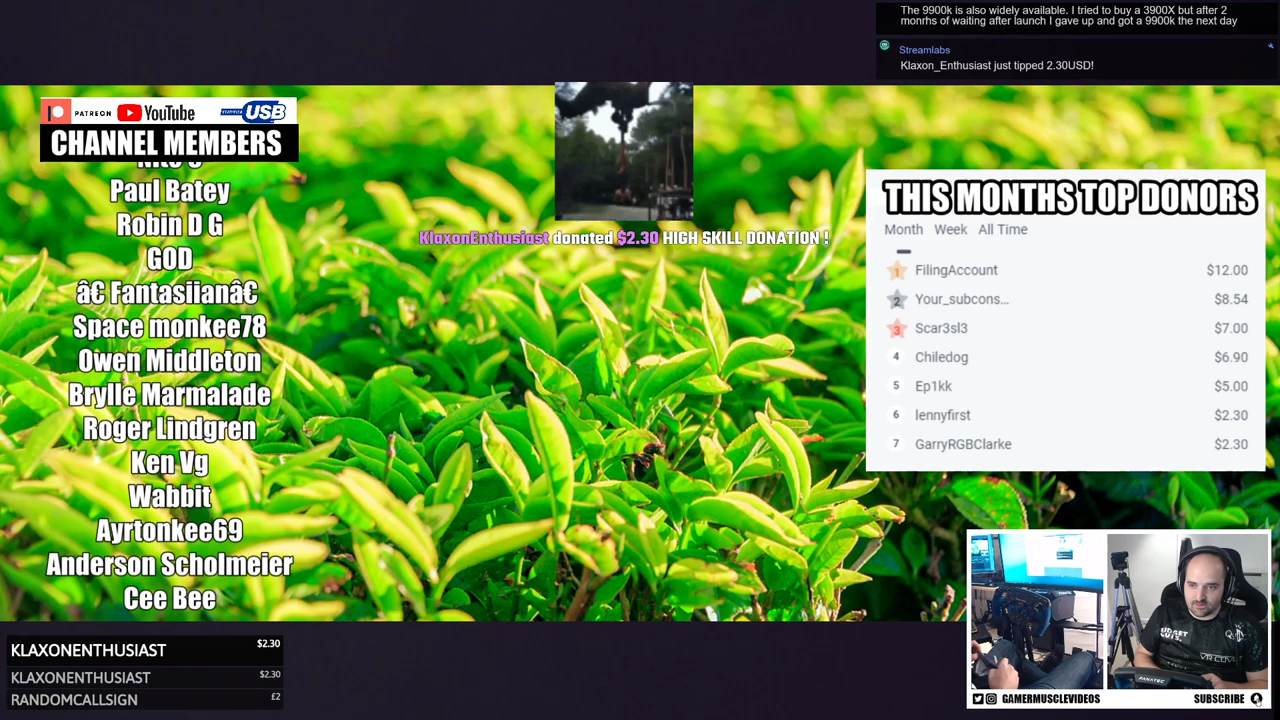 The 9900k is also widely available. I tried to buy a 3900X but after 2
monrhs of waiting after launch I gave up and got a 9900k the next day
Streamlabs
Klaxon_Enthusiast just tipped 2.30USD!
PATREON YouTube USB
CHANNEL MEMBERS
Paul Batey
Robin D G
GOD
â€ Fantasiianâ€
Space monkee78
Owen Middleton
Brylle Marmalade
Roger Lindgren
Ken Vg
Wabbit
Ayrtonkee69
Anderson Scholmeier
Cee Bee
KlaxonEnthusiast donated $2.30 HIGH SKILL DONATION !
THIS MONTHS TOP DONORS
Month Week All Time
1 FilingAccount $12.00
2 Your_subcons... $8.54
3 Scar3sl3 $7.00
4 Chiledog $6.90
5 Ep1kk $5.00
6 lennyfirst $2.30
7 GarryRGBClarke $2.30
VR
FANATEC
GAMERMUSCLEVIDEOS SUBSCRIBE
KLAXONENTHUSIAST $2.30
KLAXONENTHUSIAST $2.30
RANDOMCALLSIGN £2